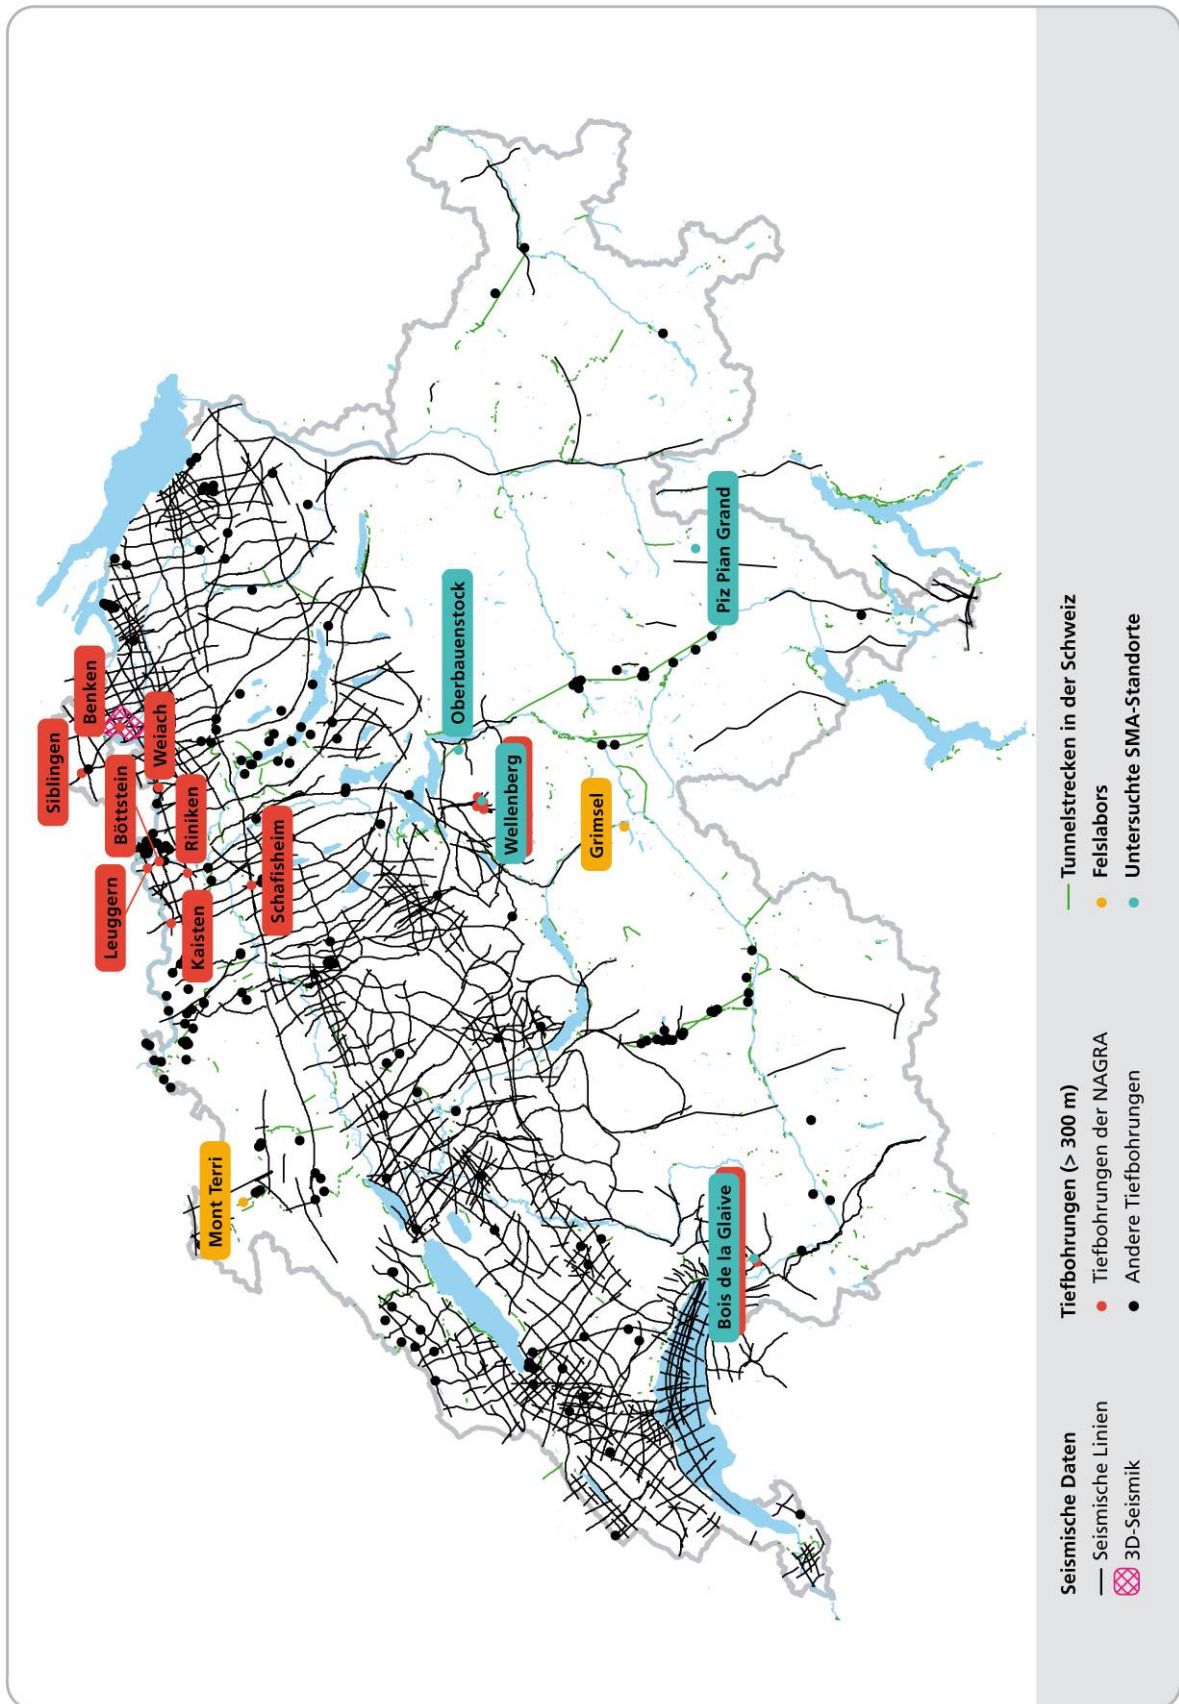 Siblingen
Benken
Leuggern
Böttstein
Weiach
Riniken
Kaisten
Schafisheim
Mont Terri
Oberbauenstock
Wellenberg
Grimsel
Piz Pian Grand
Bois de la Glaive
Seismische Daten
Seismische Linien
3D-Seismik
Tiefbohrungen (> 300 m)
Tiefbohrungen der NAGRA
Andere Tiefbohrungen
Tunnelstrecken in der Schweiz
Felslabors
Untersuchte SMA-Standorte